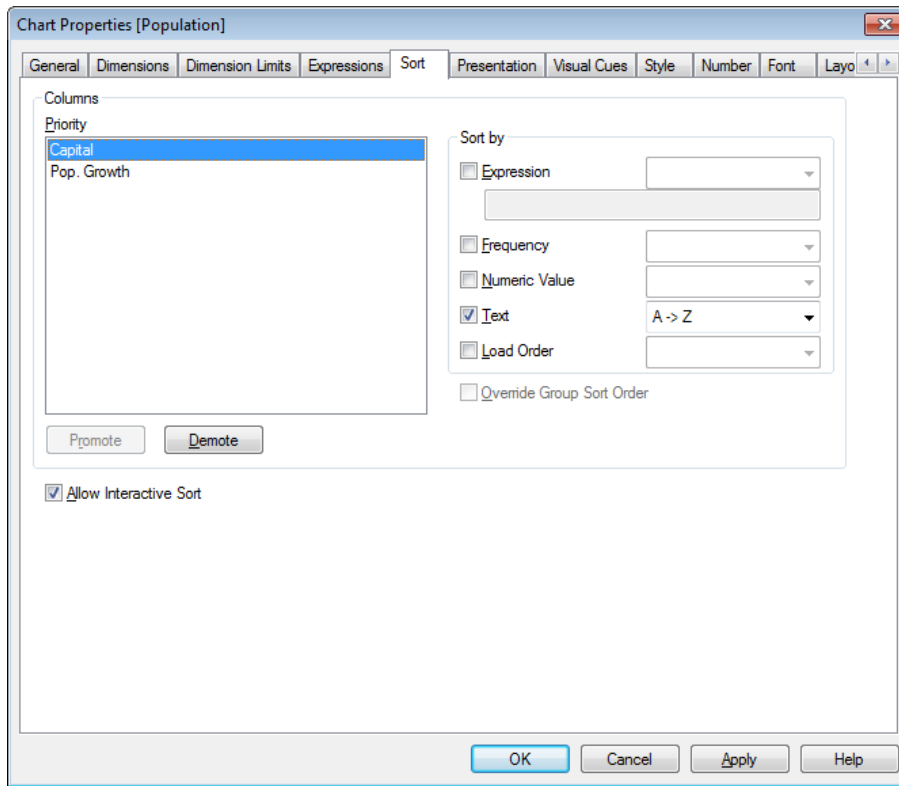 Chart Properties [Population]
General Dimensions Dimension Limits Expressions Sort Presentation Visual Cues Style Number Font Layo
Columns
Priority
Capital
Pop. Growth
Sort by
Expression
Frequency
Numeric Value
Text A -> Z
Load Order
Override Group Sort Order
Promote Demote
Allow Interactive Sort
OK Cancel Apply Help